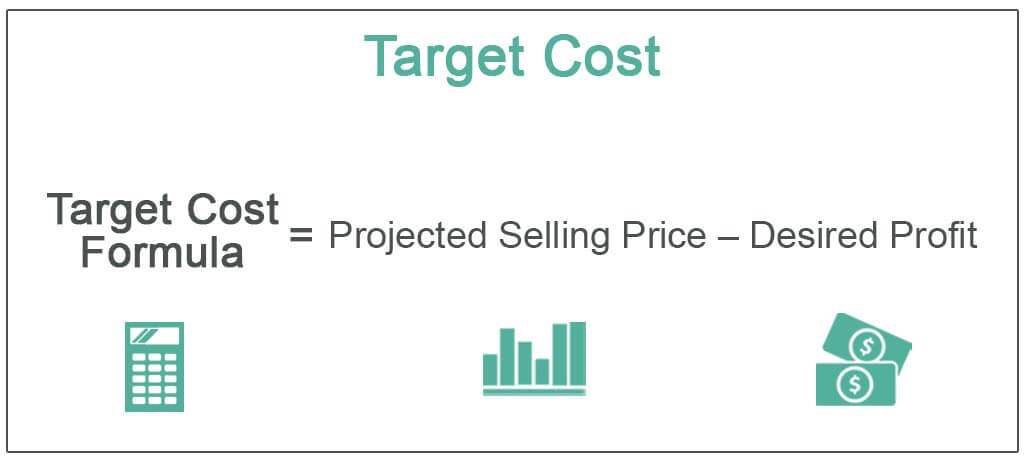 Target Cost
Target Cost
Formula
= Projected Selling Price – Desired Profit
$
$